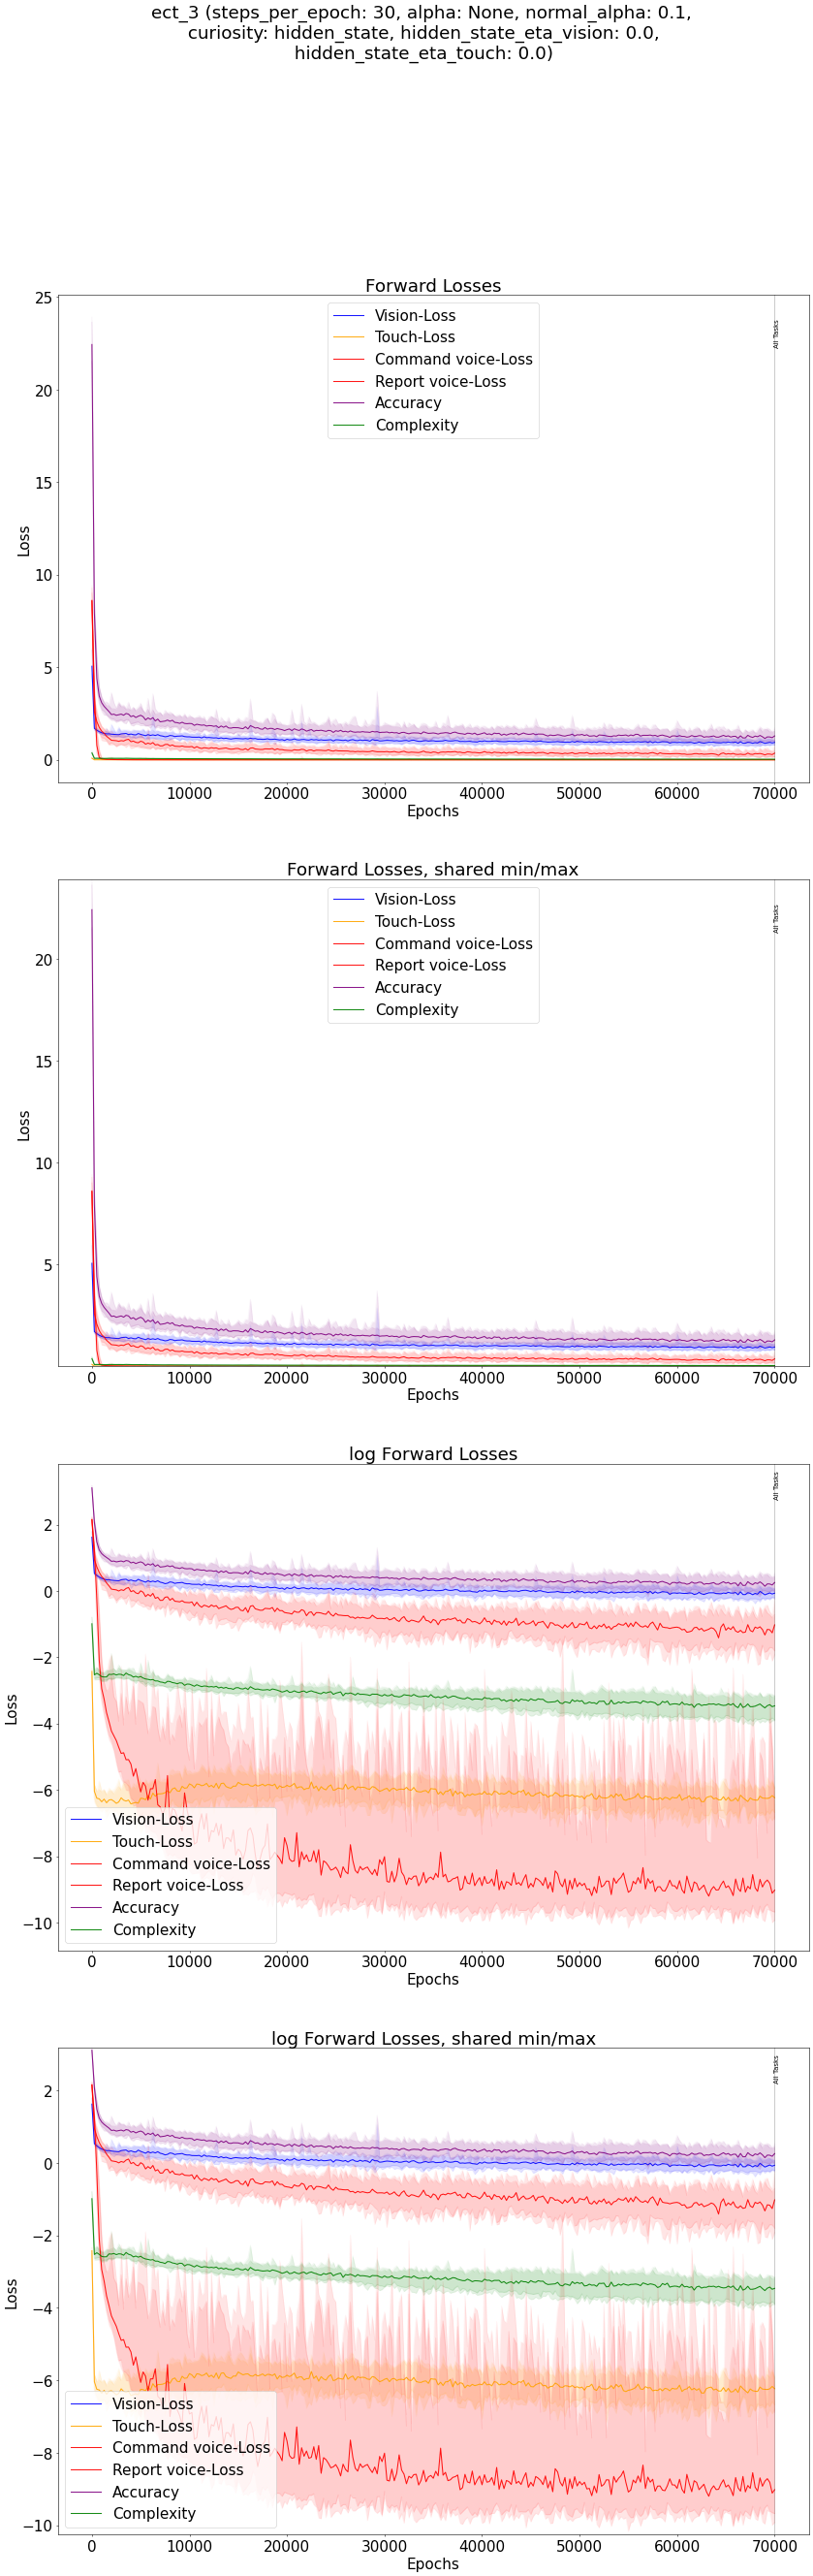 ect_3 (steps_per_epoch: 30, alpha: None, normal_alpha: 0.1,
curiosity: hidden_state, hidden_state_eta_vision: 0.0,
hidden_state_eta_touch: 0.0)
Forward Losses
25
20
15
10
5
0
Loss
Vision-Loss
Touch-Loss
Command voice-Loss
Report voice-Loss
Accuracy
Complexity
All Tasks
0 10000 20000 30000 40000 50000 60000 70000
Epochs
Forward Losses, shared min/max
20
15
10
5
Loss
Vision-Loss
Touch-Loss
Command voice-Loss
Report voice-Loss
Accuracy
Complexity
All Tasks
0 10000 20000 30000 40000 50000 60000 70000
Epochs
log Forward Losses
2
0
−2
−4
−6
−8
−10
Loss
All Tasks
Vision-Loss
Touch-Loss
Command voice-Loss
Report voice-Loss
Accuracy
Complexity
0 10000 20000 30000 40000 50000 60000 70000
Epochs
log Forward Losses, shared min/max
2
0
−2
−4
−6
−8
−10
Loss
All Tasks
Vision-Loss
Touch-Loss
Command voice-Loss
Report voice-Loss
Accuracy
Complexity
0 10000 20000 30000 40000 50000 60000 70000
Epochs